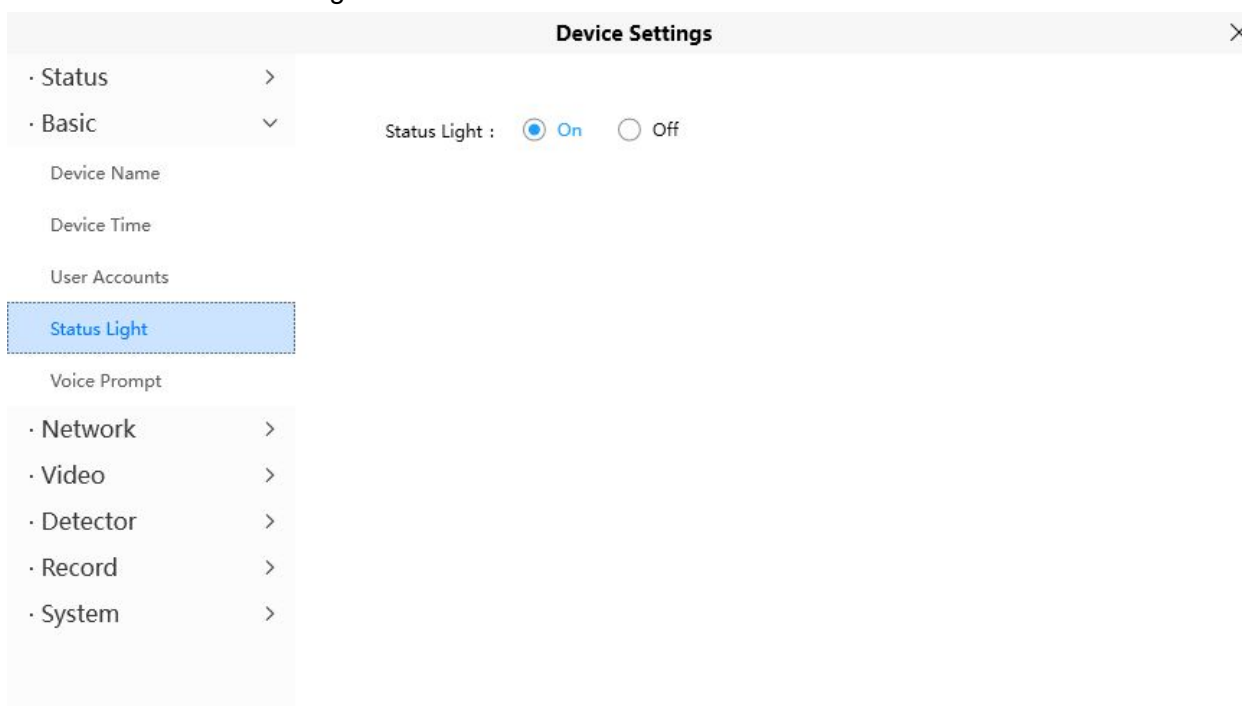 Device Settings
· Status
· Basic
Status Light : On Off
Device Name
Device Time
User Accounts
Status Light
Voice Prompt
· Network
· Video
· Detector
· Record
· System